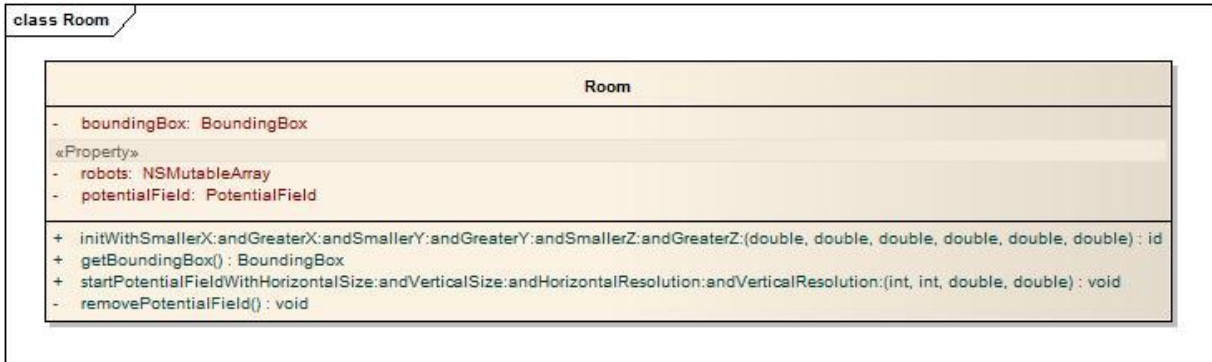 class Room
Room
- boundingBox: BoundingBox
«Property»
- robots: NSMutableArray
- potentialField: PotentialField
+ initWithSmallerX:andGreaterX:andSmallerY:andGreaterY:andSmallerZ:andGreaterZ:(double, double, double, double, double, double) : id
+ getBoundingBox() : BoundingBox
+ startPotentialFieldWithHorizontalSize:andVerticalSize:andHorizontalResolution:andVerticalResolution:(int, int, double, double) : void
- removePotentialField() : void